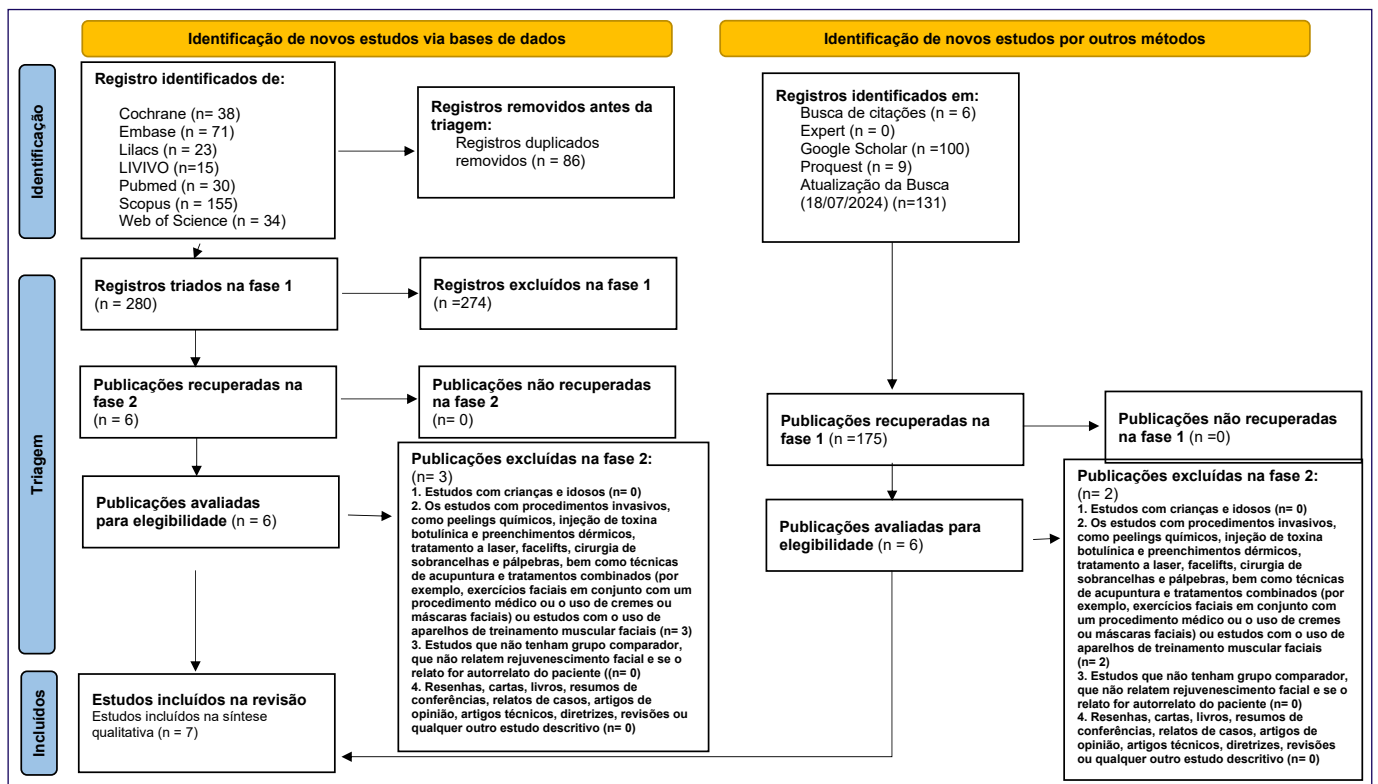 Identificação de novos estudos via bases de dados
Identificação de novos estudos por outros métodos
Identificação
Registro identificados de:
Cochrane (n= 38)
Embase (n = 71)
Lilacs (n = 23)
LIVIVO (n=15)
Pubmed (n = 30)
Scopus (n = 155)
Web of Science (n = 34)
Registros removidos antes da
triagem:
Registros duplicados
removidos (n = 86)
Registros identificados em:
Busca de citações (n = 6)
Expert (n = 0)
Google Scholar (n =100)
Proquest (n = 9)
Atualização da Busca
(18/07/2024) (n=131)
Triagem
Registros triados na fase 1
(n = 280)
Registros excluídos na fase 1
(n =274)
Publicações recuperadas na
fase 2
(n = 6)
Publicações não recuperadas
na fase 2
(n= 0)
Publicações recuperadas na
fase 1 (n =175)
Publicações não recuperadas
na fase 1 (n =0)
Publicações avaliadas
para elegibilidade (n = 6)
Publicações excluídas na fase 2:
(n= 3)
1. Estudos com crianças e idosos (n= 0)
2. Os estudos com procedimentos invasivos,
como peelings químicos, injeção de toxina
botulínica e preenchimentos dérmicos,
tratamento a laser, facelifts, cirurgia de
sobrancelhas e pálpebras, bem como técnicas
de acupuntura e tratamentos combinados (por
exemplo, exercícios faciais em conjunto com um
procedimento médico ou o uso de cremes ou
máscaras faciais) ou estudos com o uso de
aparelhos de treinamento muscular faciais (n= 3)
3. Estudos que não tenham grupo comparador,
que não relatem rejuvenescimento facial e se o
relato for autorrelato do paciente ((n= 0)
4. Resenhas, cartas, livros, resumos de
conferências, relatos de casos, artigos de
opinião, artigos técnicos, diretrizes, revisões ou
qualquer outro estudo descritivo (n= 0)
Publicações avaliadas para
elegibilidade (n = 6)
Publicações excluídas na fase 2:
(n= 2)
1. Estudos com crianças e idosos (n= 0)
2. Os estudos com procedimentos invasivos,
como peelings químicos, injeção de toxina
botulínica e preenchimentos dérmicos,
tratamento a laser, facelifts, cirurgia de
sobrancelhas e pálpebras, bem como técnicas
de acupuntura e tratamentos combinados (por
exemplo, exercícios faciais em conjunto com
um procedimento médico ou o uso de cremes
ou máscaras faciais) ou estudos com o uso de
aparelhos de treinamento muscular faciais
(n= 2)
3. Estudos que não tenham grupo comparador,
que não relatem rejuvenescimento facial e se o
relato for autorrelato do paciente (n= 0)
4. Resenhas, cartas, livros, resumos de
conferências, relatos de casos, artigos de
opinião, artigos técnicos, diretrizes, revisões
ou qualquer outro estudo descritivo (n= 0)
Incluídos
Estudos incluídos na revisão
Estudos incluídos na síntese
qualitativa (n = 7)